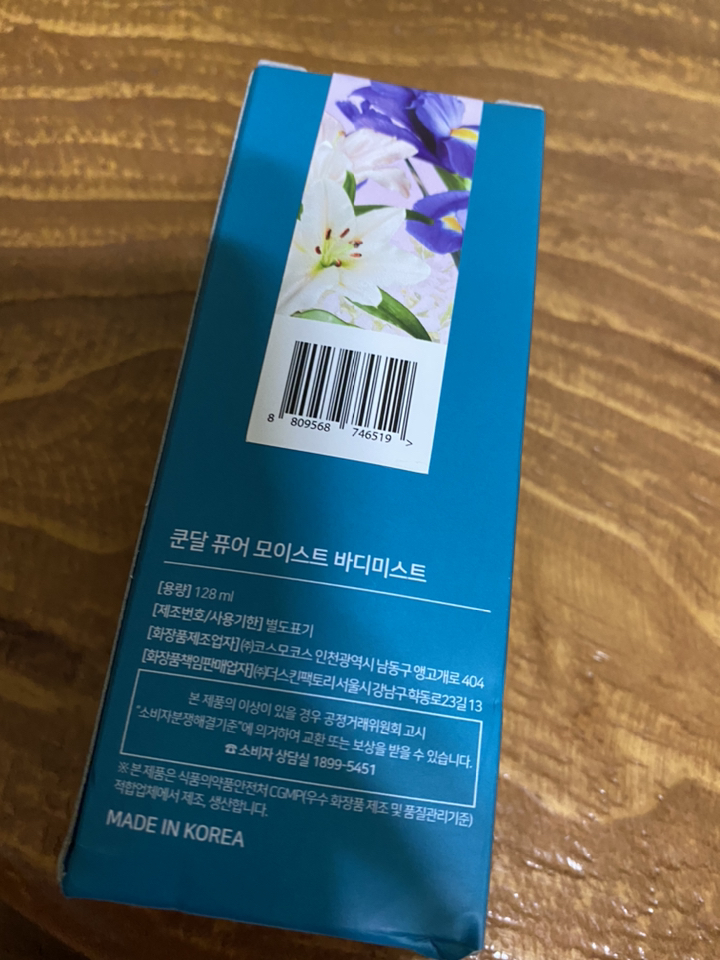 8 809568 746519 >
쿤달 퓨어 모이스트 바디미스트
[용량] 128 ml
[제조번호/사용기한] 별도표기
[화장품제조업자] ㈜코스모코스 인천광역시 남동구 앵고개로 404
[화장품책임판매업자] ㈜더스킨팩토리 서울시 강남구 학동로23길 13
본 제품의 이상이 있을 경우 공정거래위원회 고시
"소비자분쟁해결기준"에 의거하여 교환 또는 보상을 받을 수 있습니다.
☎ 소비자 상담실 1899-5451
※ 본 제품은 식품의약품안전처 CGMP(우수 화장품 제조 및 품질관리기준)
적합업체에서 제조, 생산합니다.
MADE IN KOREA